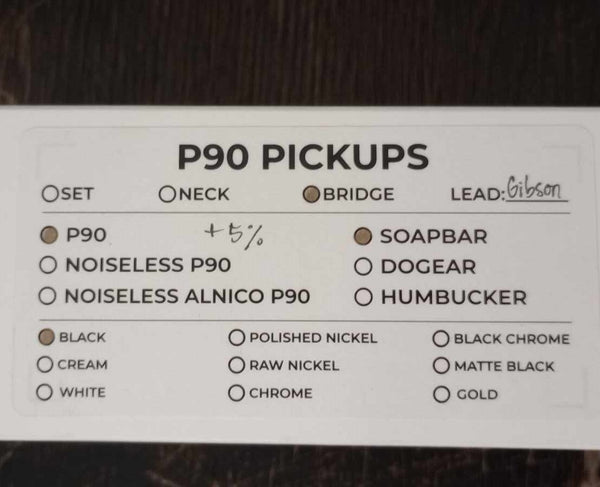 P90 PICKUPS
SET NECK BRIDGE LEAD: Gibson
P90 +5% SOAPBAR
NOISELESS P90 DOGEAR
NOISELESS ALNICO P90 HUMBUCKER
BLACK POLISHED NICKEL BLACK CHROME
CREAM RAW NICKEL MATTE BLACK
WHITE CHROME GOLD